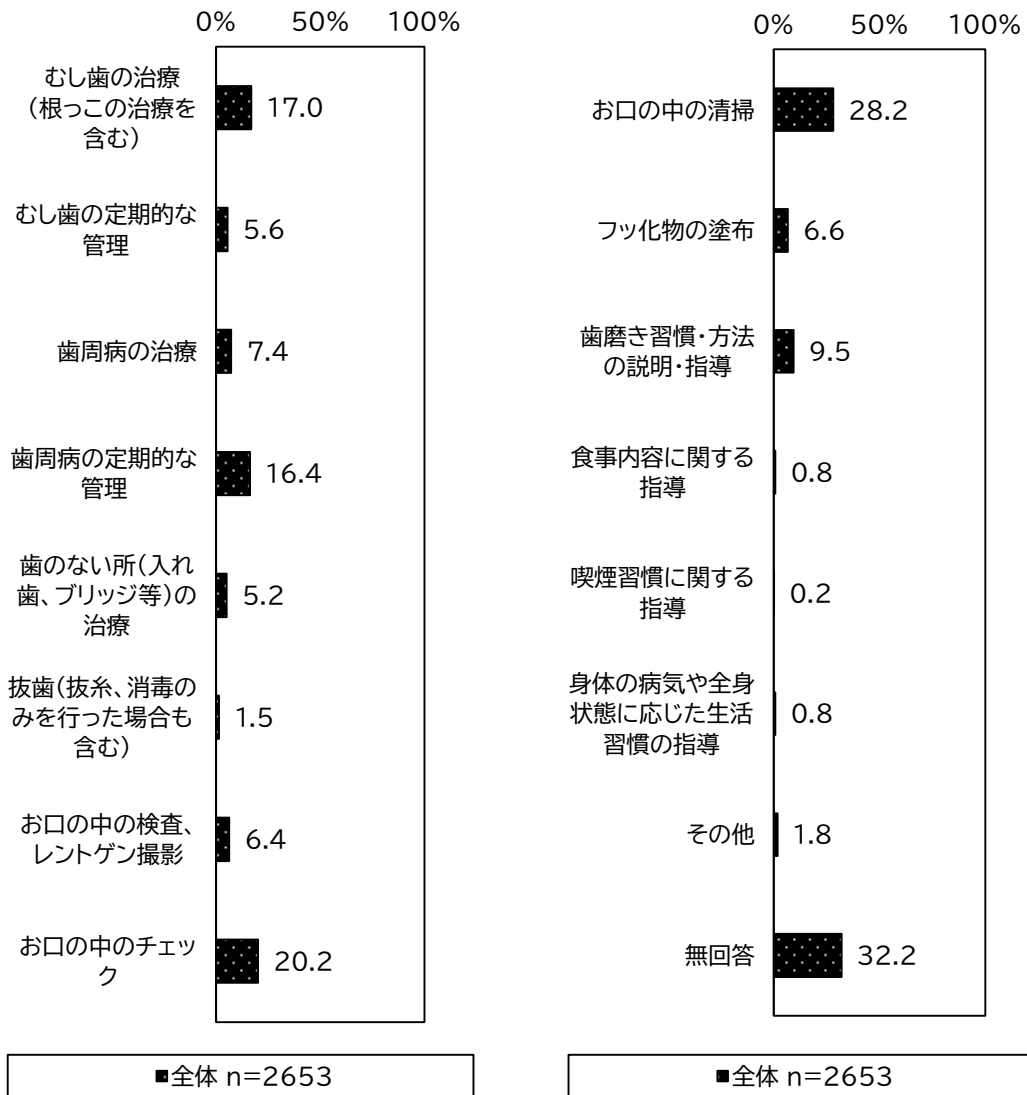 0% 50% 100%
むし歯の治療
（根っこの治療を
含む）
17.0
むし歯の定期的な
管理
5.6
歯周病の治療
7.4
歯周病の定期的な
管理
16.4
歯のない所(入れ
歯、ブリッジ等)の
治療
5.2
抜歯(抜糸、消毒の
みを行った場合も
含む)
1.5
お口の中の検査、
レントゲン撮影
6.4
お口の中のチェッ
ク
20.2
■全体 n=2653
0% 50% 100%
お口の中の清掃
28.2
フッ化物の塗布
6.6
歯磨き習慣・方法
の説明・指導
9.5
食事内容に関する
指導
0.8
喫煙習慣に関する
指導
0.2
身体の病気や全身
状態に応じた生活
習慣の指導
0.8
その他
1.8
無回答
32.2
■全体 n=2653